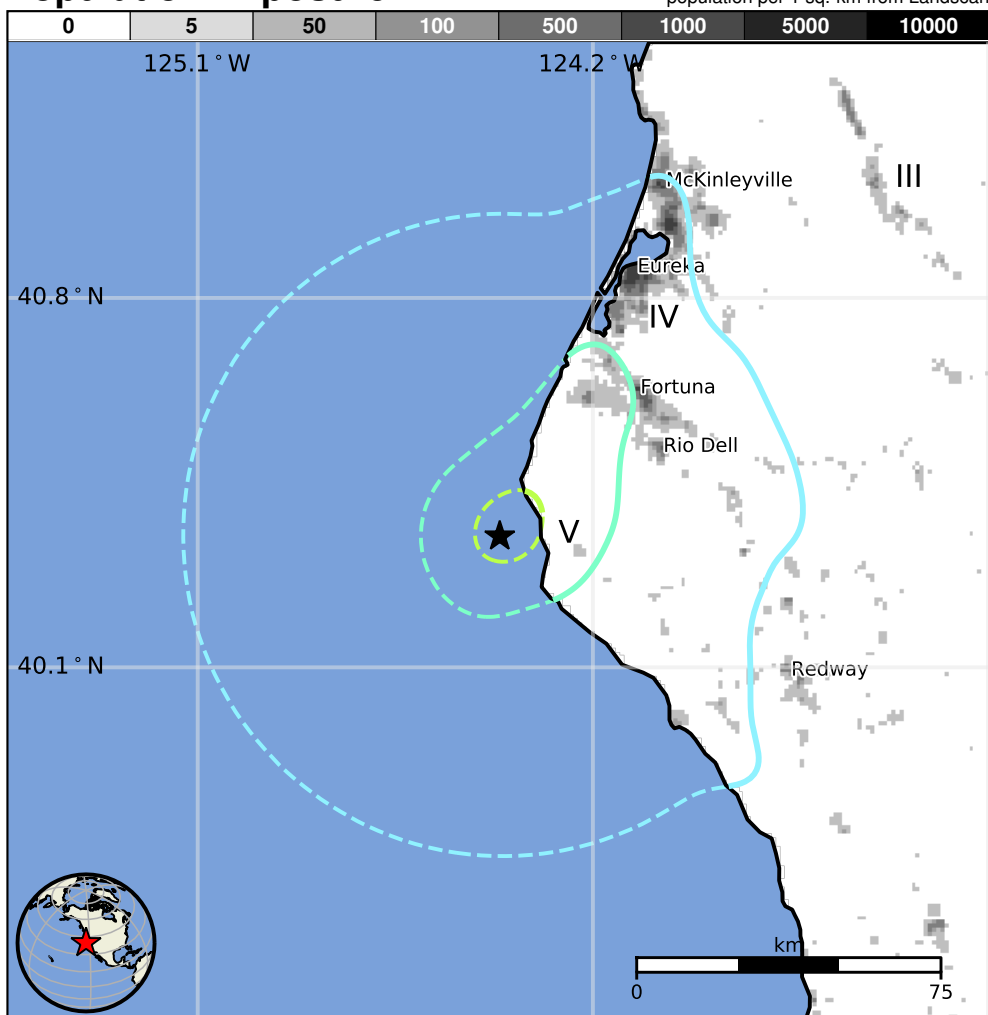 population per 1 sq. km from Landscan
0 5 50 100 500 1000 5000 10000
125.1°W 124.2°W
McKinleyville
III
Eureka
40.8°N
IV
Fortuna
Rio Dell
V
40.1°N
Redway
km
0 75